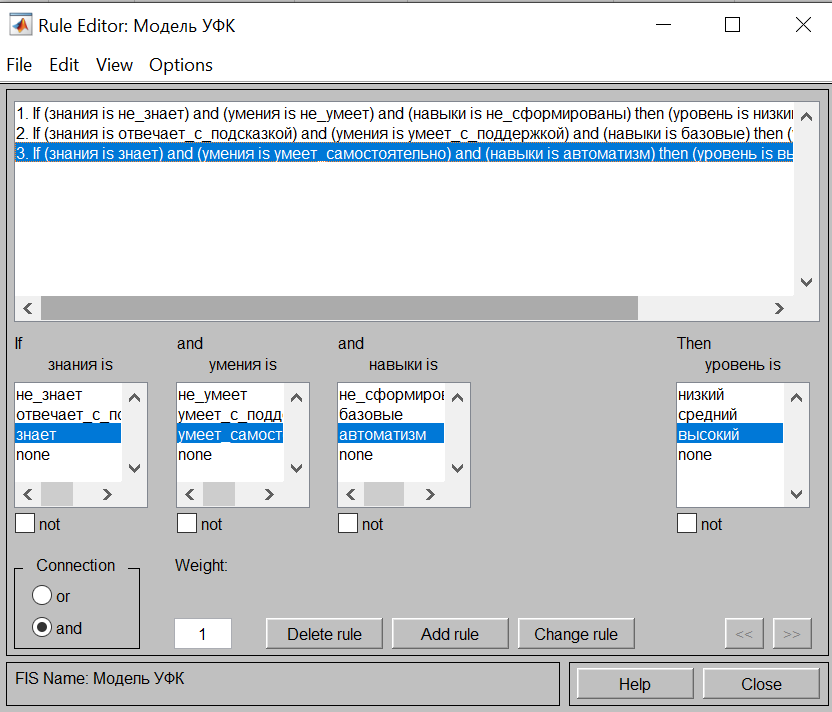 Rule Editor: Модель УФК
File Edit View Options
1. If (знания is не_знает) and (умения is не_умеет) and (навыки is не_сформированы) then (уровень is низки
2. If (знания is отвечает_с_подсказкой) and (умения is умеет_с_поддержкой) and (навыки is базовые) then (
3. If (знания is знает) and (умения is умеет_самостоятельно) and (навыки is автоматизм) then (уровень is вы
If and and Then
знания is умения is навыки is уровень is
не_знает
отвечает_с_по
знает
none
не_умеет
умеет_с_подд
умеет_самост
none
не_сформиров
базовые
автоматизм
none
низкий
средний
высокий
none
not not not not
Connection
or
and
Weight:
1
Delete rule Add rule Change rule << >>
FIS Name: Модель УФК
Help Close